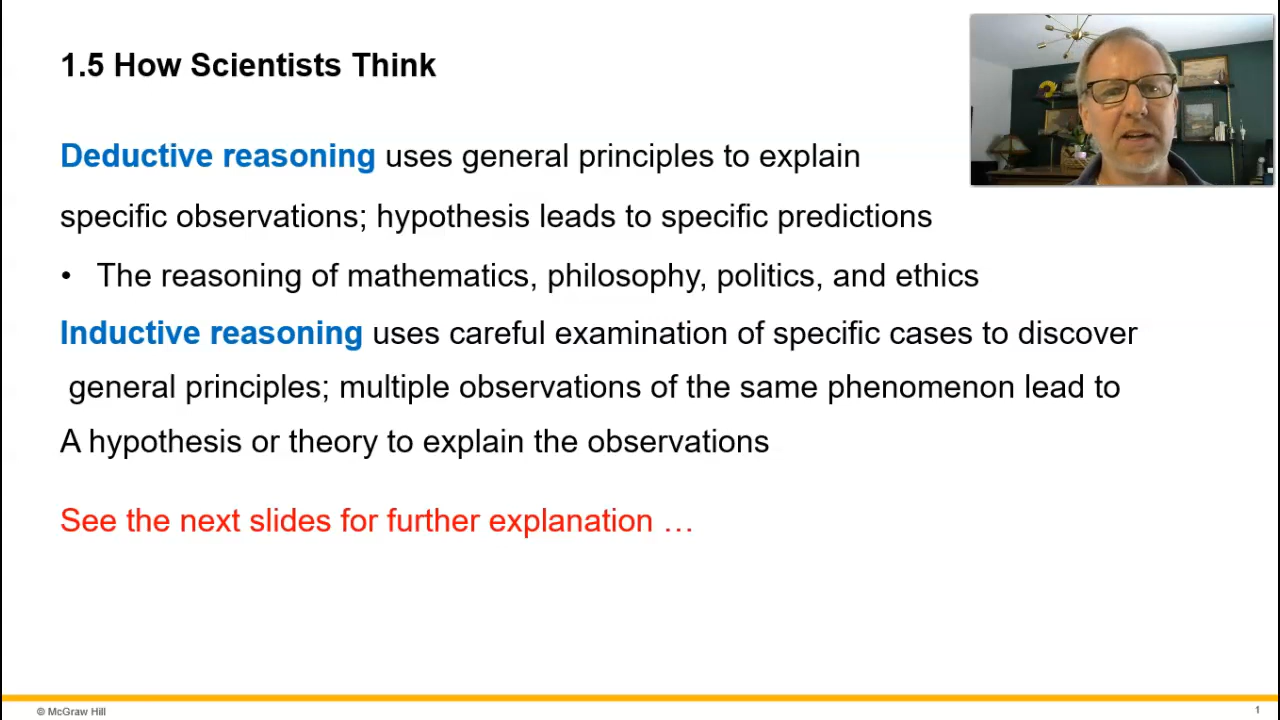 1.5 How Scientists Think
Deductive reasoning uses general principles to explain
specific observations; hypothesis leads to specific predictions
• The reasoning of mathematics, philosophy, politics, and ethics
Inductive reasoning uses careful examination of specific cases to discover
general principles; multiple observations of the same phenomenon lead to
A hypothesis or theory to explain the observations
See the next slides for further explanation …
© McGraw Hill
1